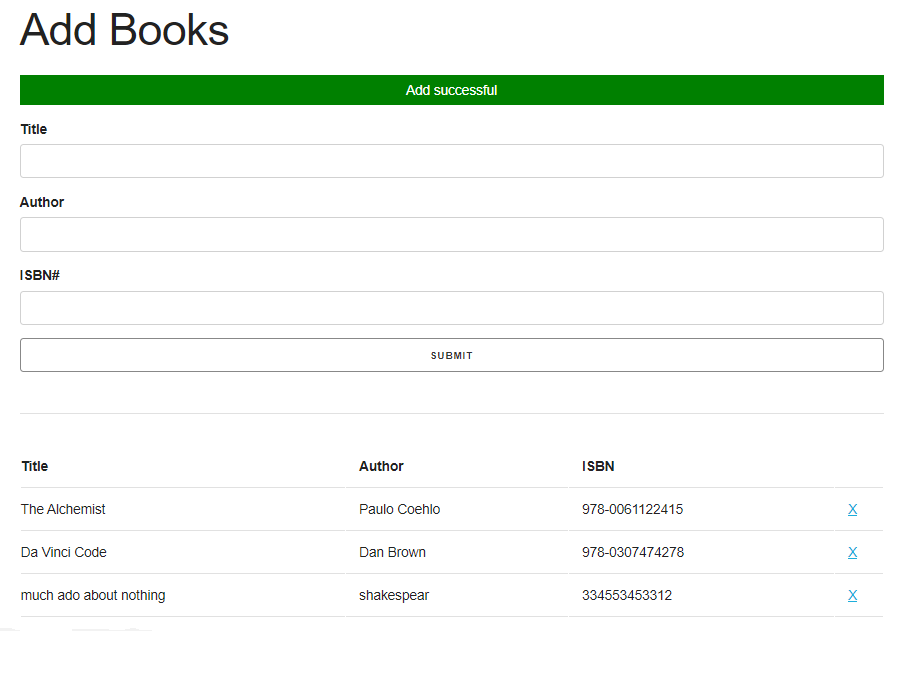 Add Books
Add successful
Title
Author
ISBN#
SUBMIT
Title Author ISBN
The Alchemist Paulo Coehlo 978-0061122415 X
Da Vinci Code Dan Brown 978-0307474278 X
much ado about nothing shakespear 334553453312 X